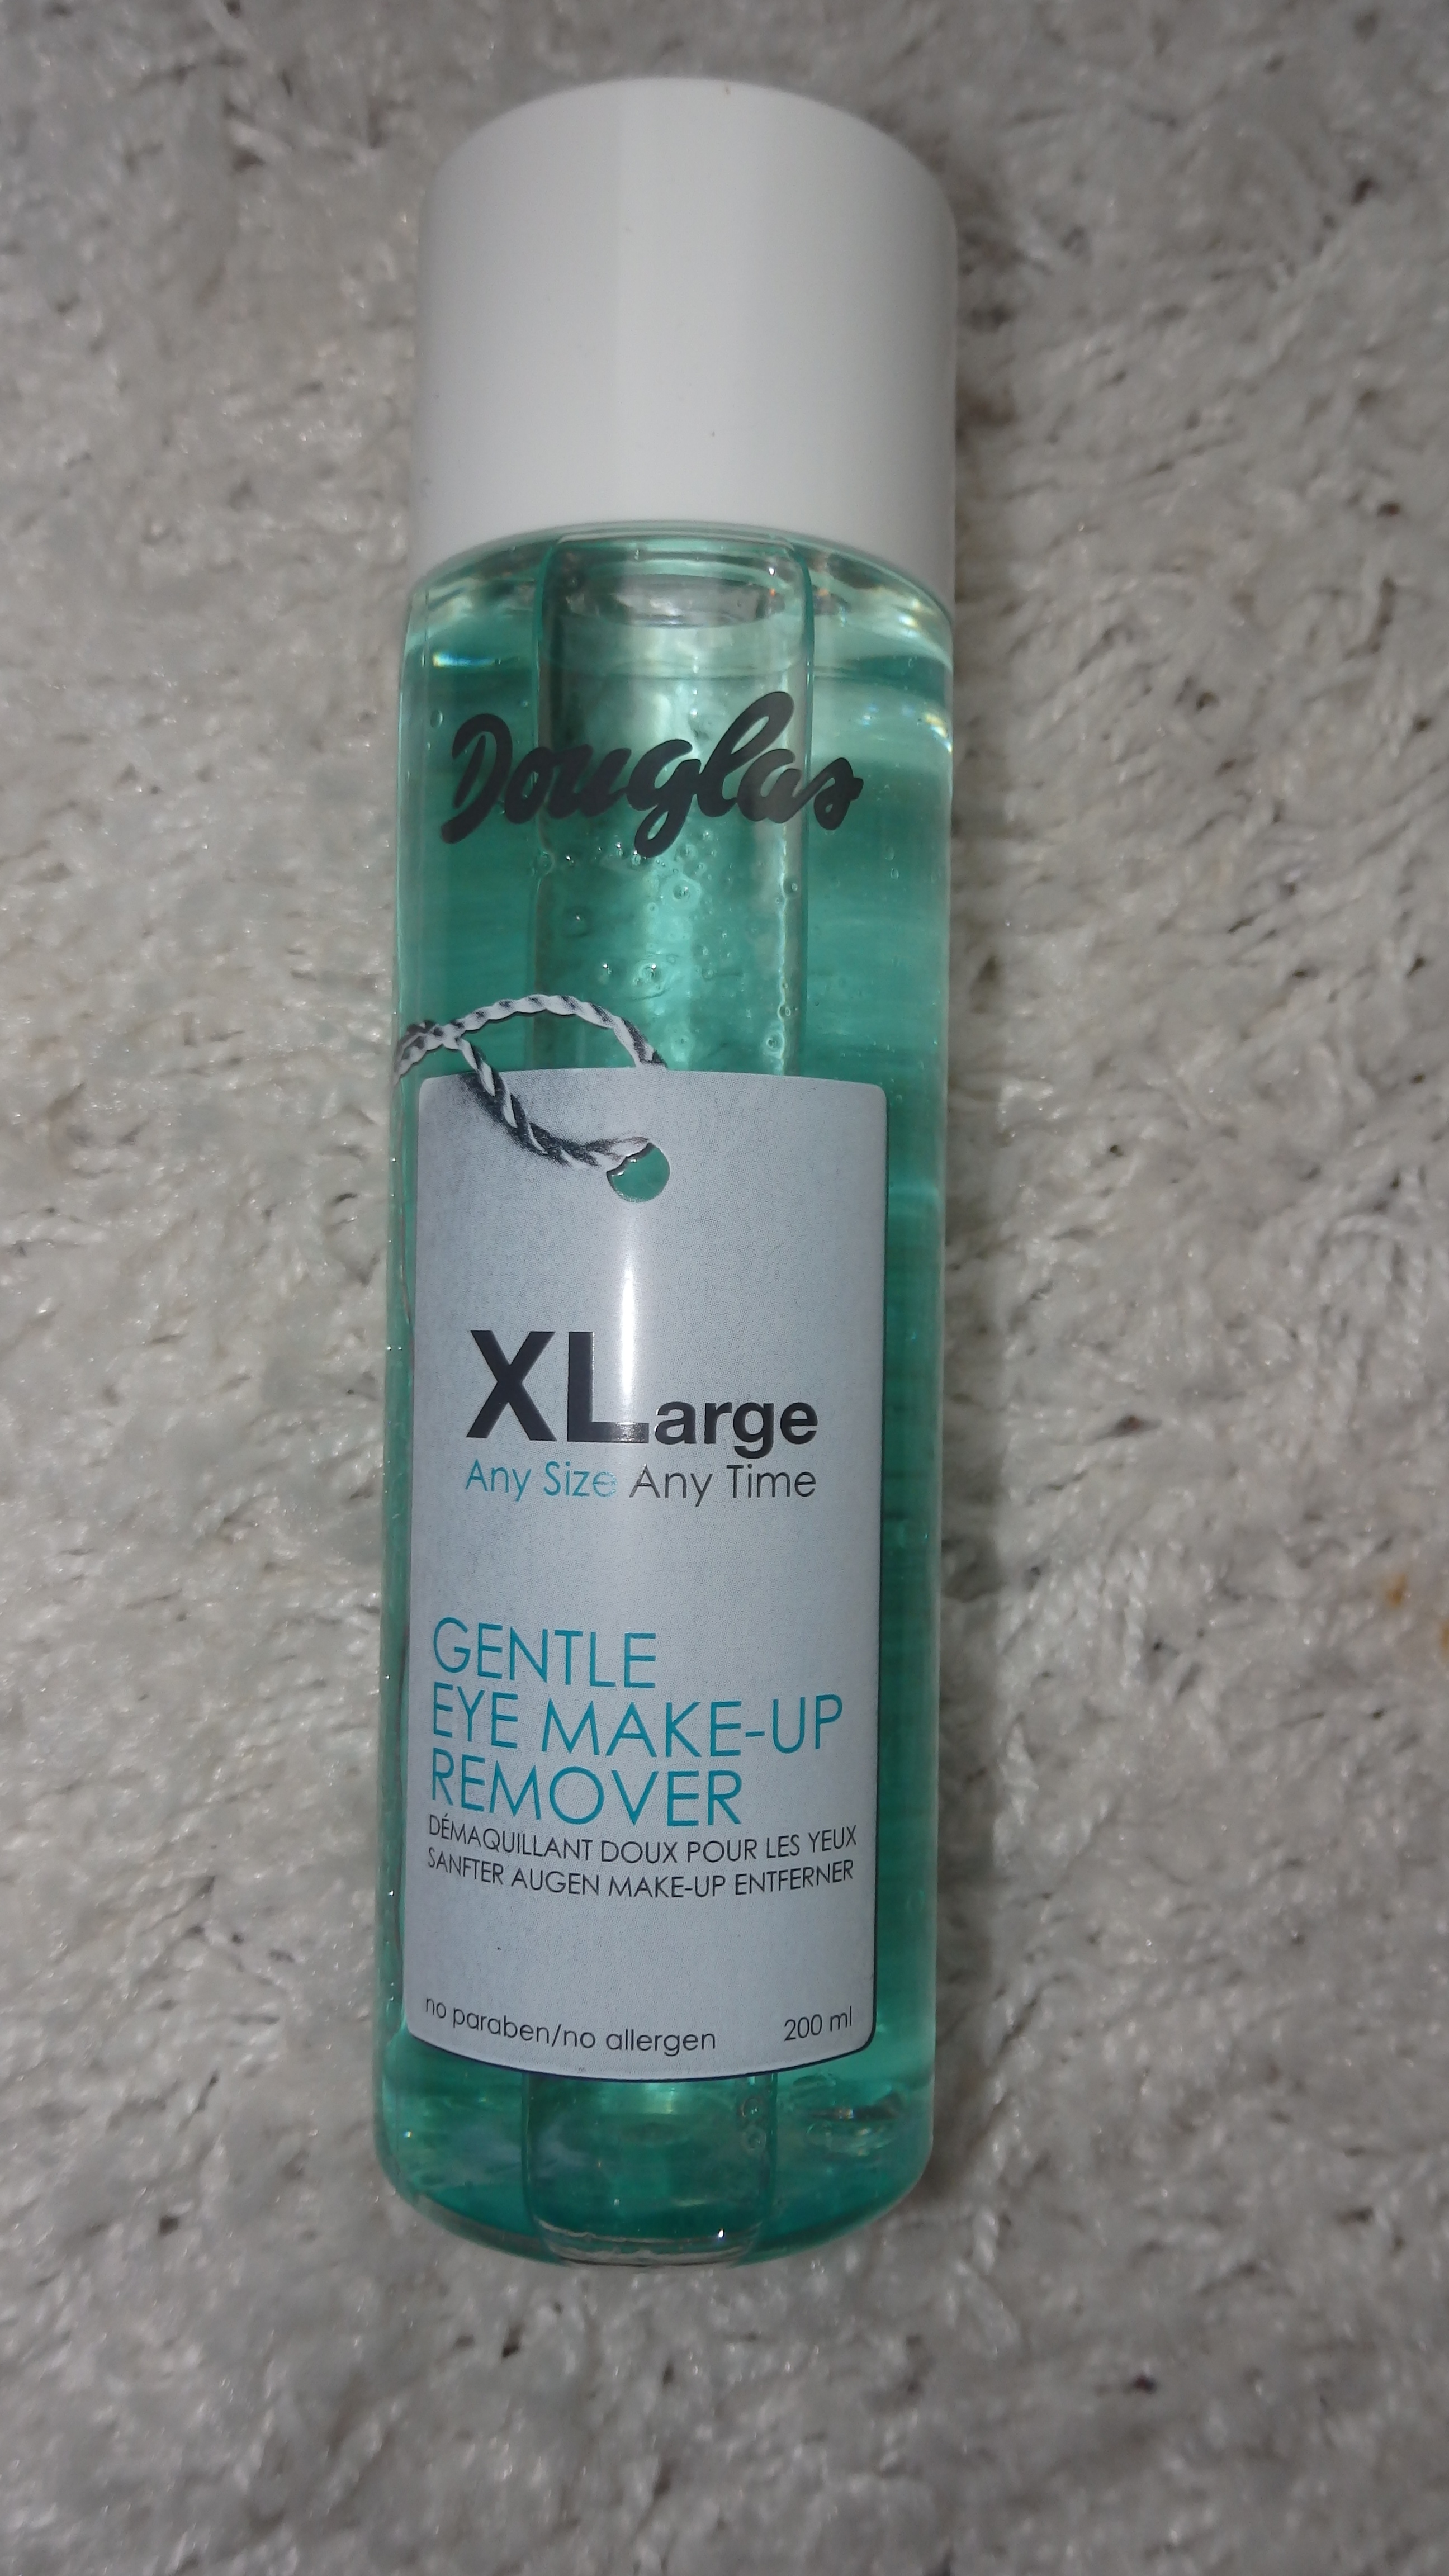 Douglas
XLarge
Any Size Any Time
GENTLE
EYE MAKE-UP
REMOVER
DÉMAQUILLANT DOUX POUR LES YEUX
SANFTER AUGEN MAKE-UP ENTFERNER
no paraben/no allergen 200 ml